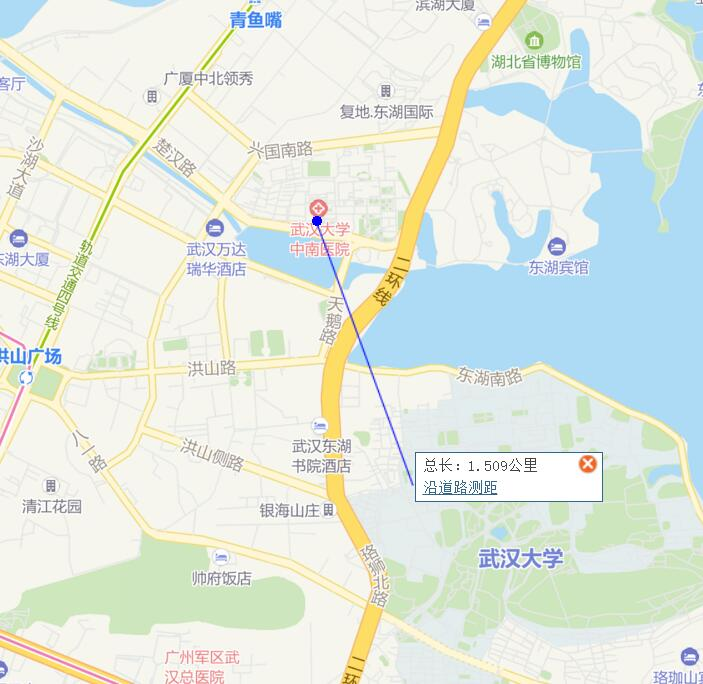 滨湖大厦
青鱼嘴
湖北省博物馆
客厅
广厦中北领秀
复地.东湖国际
沙湖大道
楚汉路
兴国南路
武汉大学
中南医院
武汉万达
瑞华酒店
东湖大厦
轨道交通四号线
二环线
东湖宾馆
天鹅路
洪山广场
洪山路
东湖南路
八一路
洪山侧路
武汉东湖
书院酒店
总长：1.509公里
沿道路测距
清江花园
银海山庄
武汉大学
帅府饭店
珞狮北路
广州军区武
汉总医院
二环
珞珈山宾